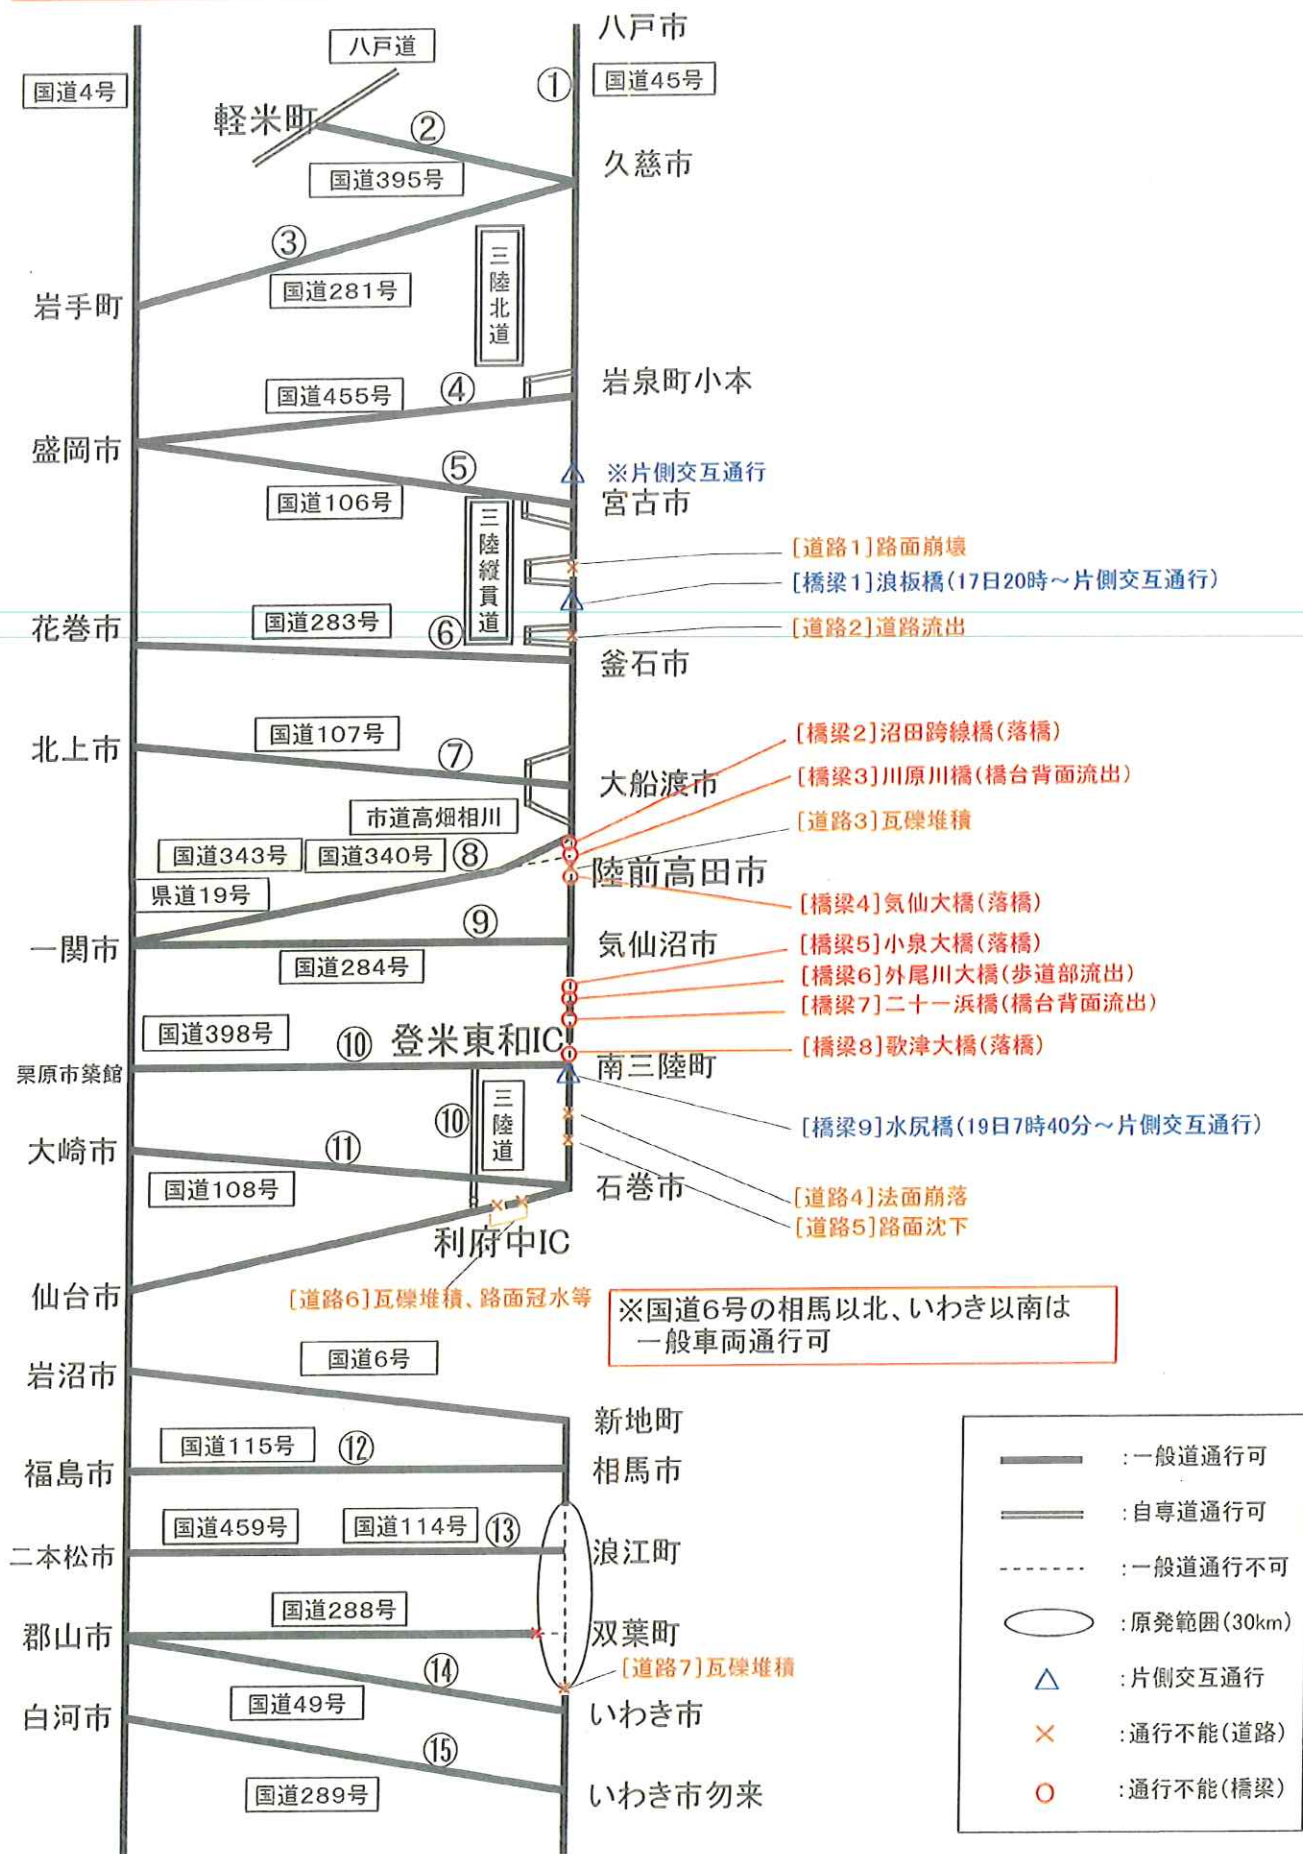 八戸市
八戸道
国道4号
①
国道45号
軽米町
②
久慈市
国道395号
③
三陸北道
国道281号
岩手町
岩泉町小本
国道455号
④
盛岡市
⑤
※片側交互通行
国道106号
宮古市
三陸縦貫道
[道路1]路面崩壊
[橋梁1]浪板橋(17日20時～片側交互通行)
花巻市
国道283号
⑥
[道路2]道路流出
釜石市
国道107号
北上市
⑦
[橋梁2]沼田跨線橋(落橋)
[橋梁3]川原川橋(橋台背面流出)
大船渡市
市道高畑相川
[道路3]瓦礫堆積
国道343号
国道340号
⑧
陸前高田市
県道19号
[橋梁4]気仙大橋(落橋)
⑨
一関市
気仙沼市
[橋梁5]小泉大橋(落橋)
国道284号
[橋梁6]外尾川大橋(歩道部流出)
[橋梁7]二十一浜橋(橋台背面流出)
国道398号
⑩
登米東和IC
[橋梁8]歌津大橋(落橋)
栗原市築館
南三陸町
三陸道
⑩
[橋梁9]水尻橋(19日7時40分～片側交互通行)
大崎市
⑪
国道108号
石巻市
[道路4]法面崩落
[道路5]路面沈下
利府中IC
仙台市
[道路6]瓦礫堆積、路面冠水等
※国道6号の相馬以北、いわき以南は
一般車両通行可
国道6号
岩沼市
新地町
国道115号
⑫
福島市
相馬市
国道459号
国道114号
⑬
二本松市
浪江町
国道288号
郡山市
双葉町
⑭
[道路7]瓦礫堆積
国道49号
白河市
いわき市
⑮
国道289号
いわき市勿来
:一般道通行可
:自専道通行可
:一般道通行不可
:原発範囲(30km)
:片側交互通行
:通行不能(道路)
:通行不能(橋梁)